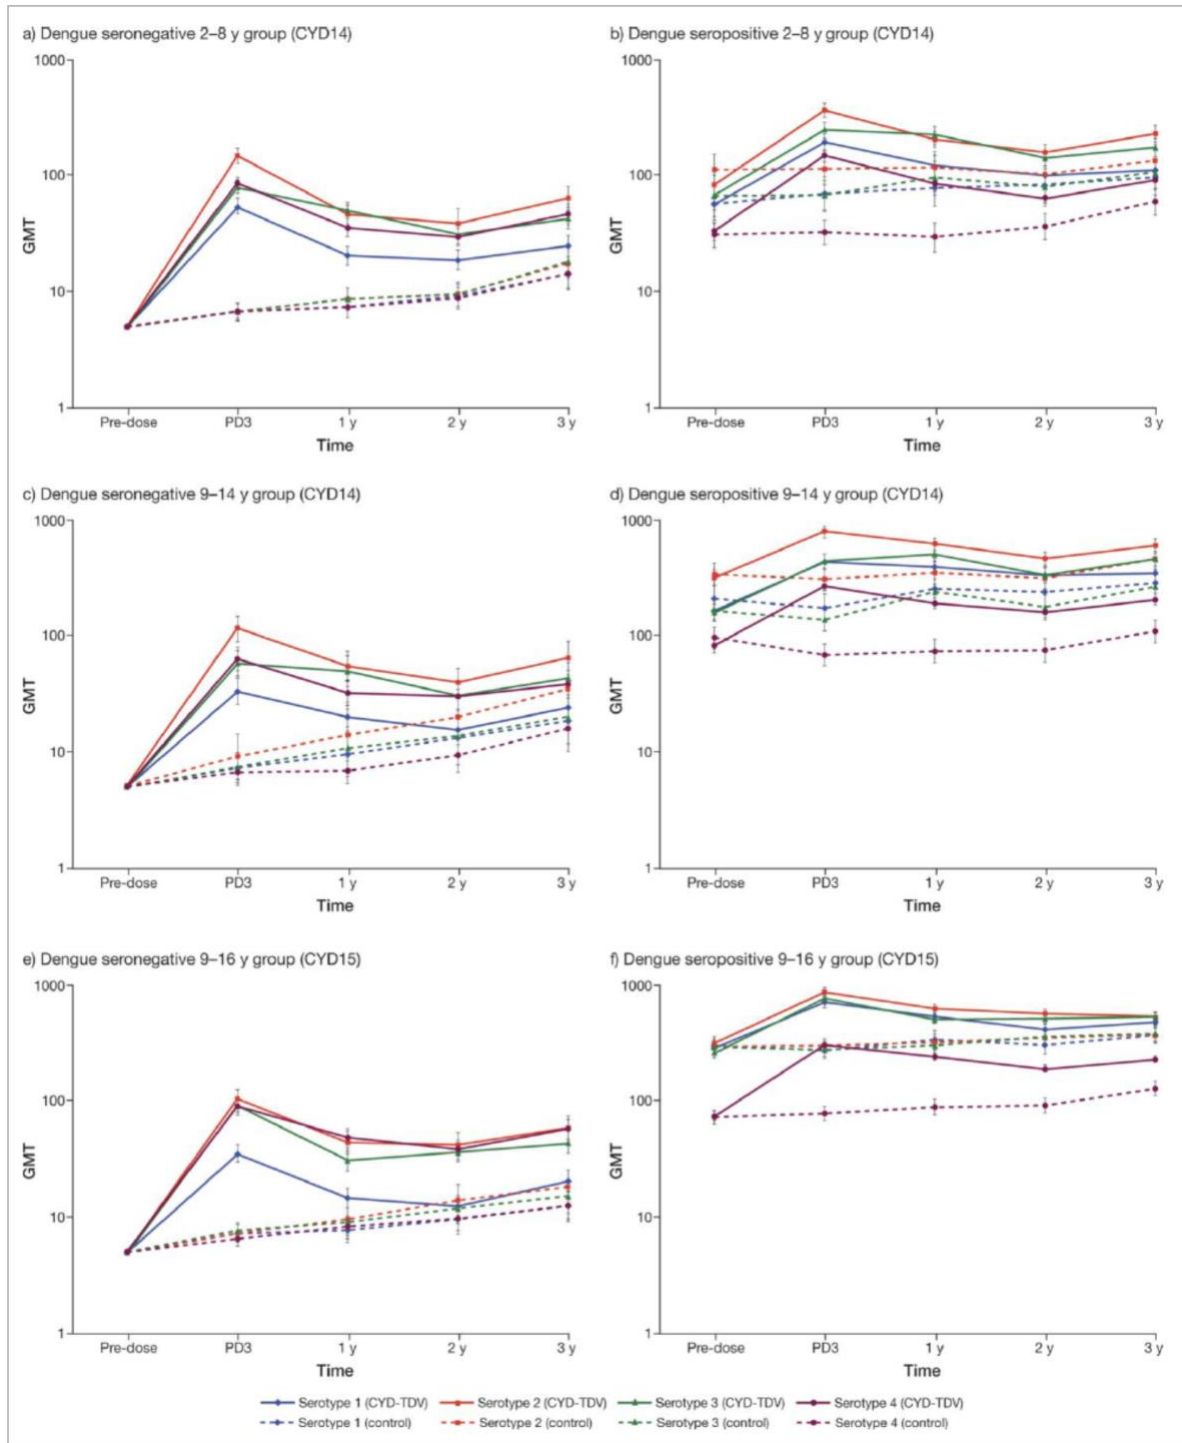 a) Dengue seronegative 2–8 y group (CYD14)
1000
100
10
1
GMT
Pre-dose PD3 1 y 2 y 3 y
Time
b) Dengue seropositive 2–8 y group (CYD14)
1000
100
10
1
GMT
Pre-dose PD3 1 y 2 y 3 y
Time
c) Dengue seronegative 9–14 y group (CYD14)
1000
100
10
1
GMT
Pre-dose PD3 1 y 2 y 3 y
Time
d) Dengue seropositive 9–14 y group (CYD14)
1000
100
10
1
GMT
Pre-dose PD3 1 y 2 y 3 y
Time
e) Dengue seronegative 9–16 y group (CYD15)
1000
100
10
1
GMT
Pre-dose PD3 1 y 2 y 3 y
Time
f) Dengue seropositive 9–16 y group (CYD15)
1000
100
10
1
GMT
Pre-dose PD3 1 y 2 y 3 y
Time
Serotype 1 (CYD-TDV) Serotype 2 (CYD-TDV) Serotype 3 (CYD-TDV) Serotype 4 (CYD-TDV)
Serotype 1 (control) Serotype 2 (control) Serotype 3 (control) Serotype 4 (control)